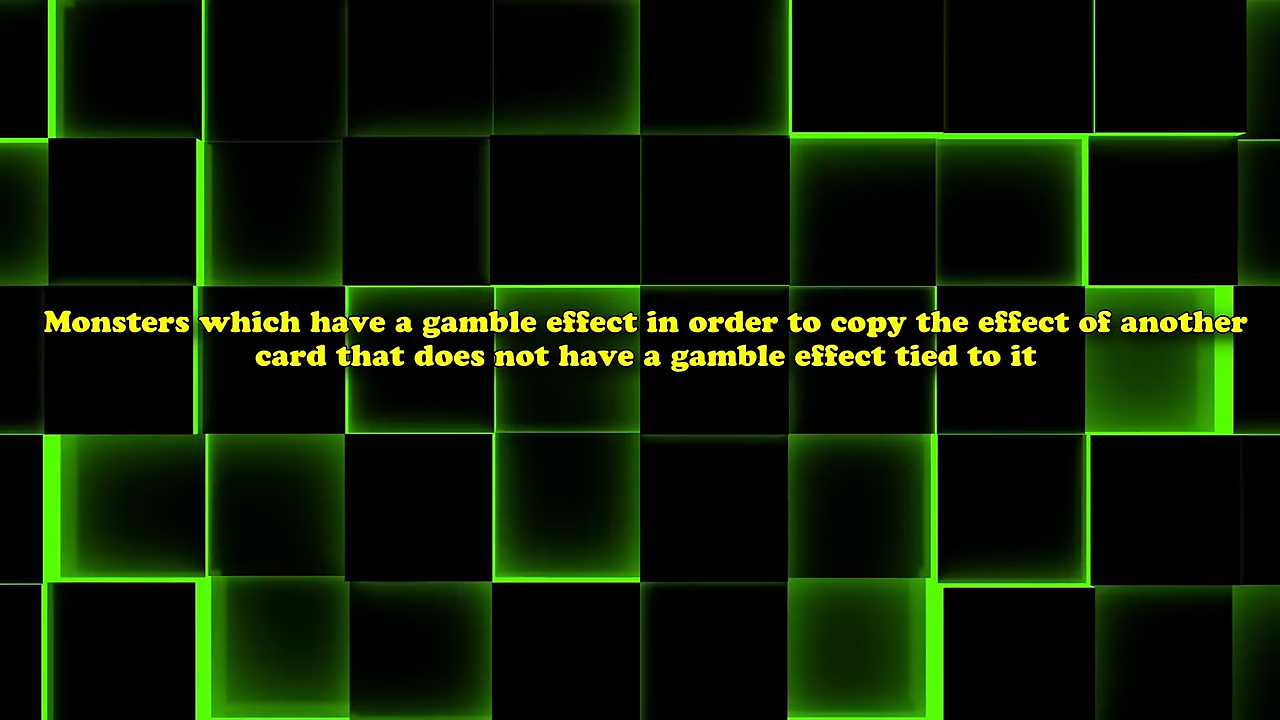 Monsters which have a gamble effect in order to copy the effect of another
card that does not have a gamble effect tied to it